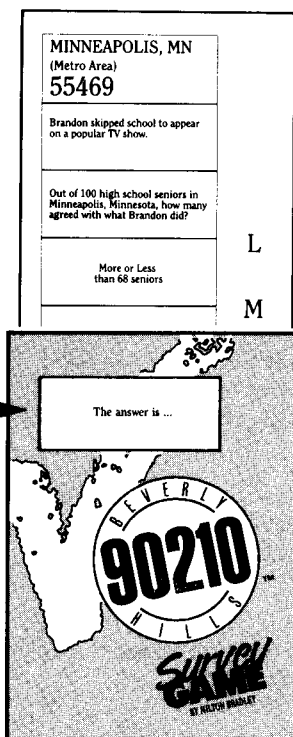 MINNEAPOLIS, MN
(Metro Area)
55469
Brandon skipped school to appear
on a popular TV show.
Out of 100 high school seniors in
Minneapolis, Minnesota, how many
agreed with what Brandon did?
More or Less
than 68 seniors
L
M
The answer is ...
BEVERLY
90210
HILLS
TM
Survey
GAME
BY MILTON BRADLEY